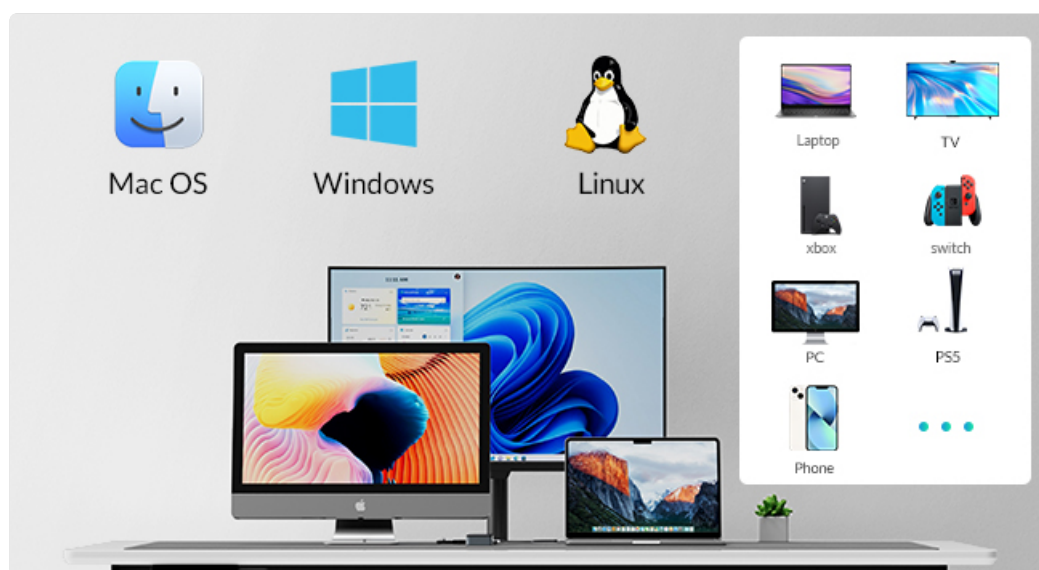 Mac OS
Windows
Linux
Laptop
TV
xbox
switch
PC
PS5
Phone